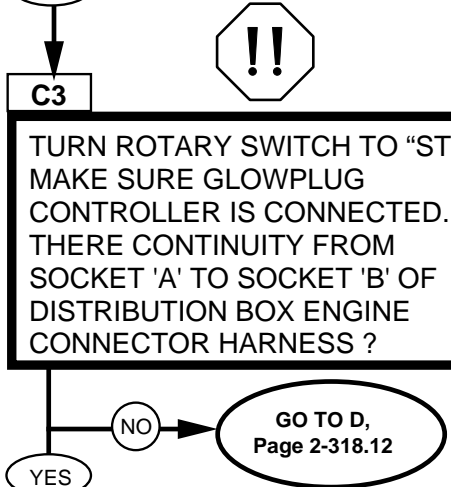 !!
C3
TURN ROTARY SWITCH TO “ST
MAKE SURE GLOWPLUG
CONTROLLER IS CONNECTED.
THERE CONTINUITY FROM
SOCKET 'A' TO SOCKET 'B' OF
DISTRIBUTION BOX ENGINE
CONNECTOR HARNESS ?
NO
GO TO D,
Page 2-318.12
YES